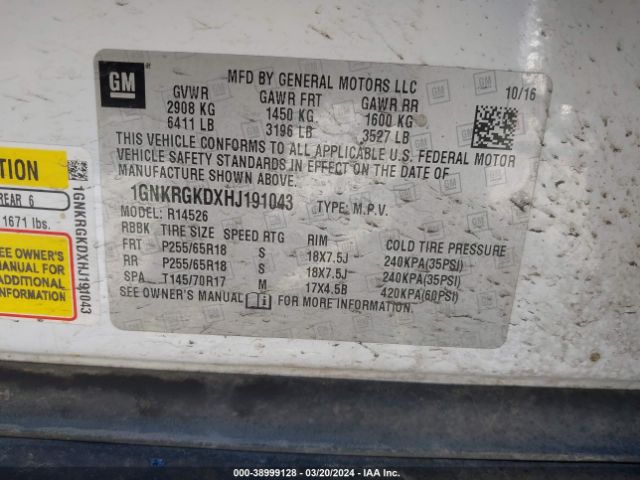 GM
MFD BY GENERAL MOTORS LLC
10/16
GVWR GAWR FRT GAWR RR
2908 KG 1450 KG 1600 KG
6411 LB 3196 LB 3527 LB
THIS VEHICLE CONFORMS TO ALL APPLICABLE U.S. FEDERAL MOTOR
VEHICLE SAFETY STANDARDS IN EFFECT ON THE DATE OF
MANUFACTURE SHOWN ABOVE.
1GNKRGKDXHJ191043 TYPE: M.P.V.
MODEL: R14526
RBBK TIRE SIZE SPEED RTG RIM COLD TIRE PRESSURE
FRT P255/65R18 S 18X7.5J 240KPA(35PSI)
RR P255/65R18 S 18X7.5J 240KPA(35PSI)
SPA T145/70R17 M 17X4.5B 420KPA(60PSI)
SEE OWNER'S MANUAL FOR MORE INFORMATION.
REAR 6
1671 lbs.
SEE OWNER'S
MANUAL FOR
ADDITIONAL
INFORMATION
1GNKRGKDXHJ191043
000-38999128 - 03/20/2024 - IAA Inc.